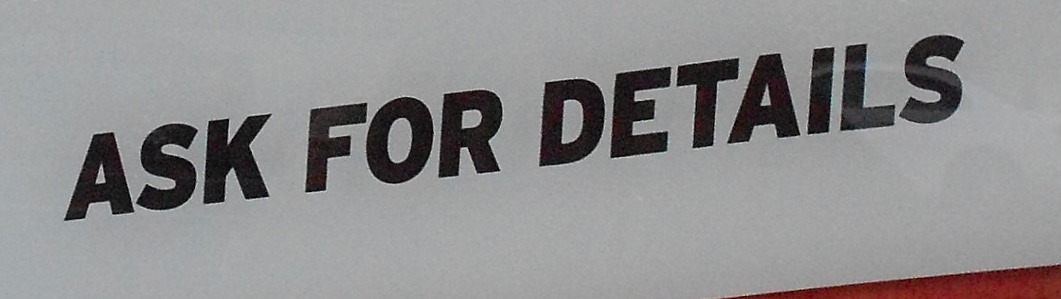 ASK FOR DETAILS